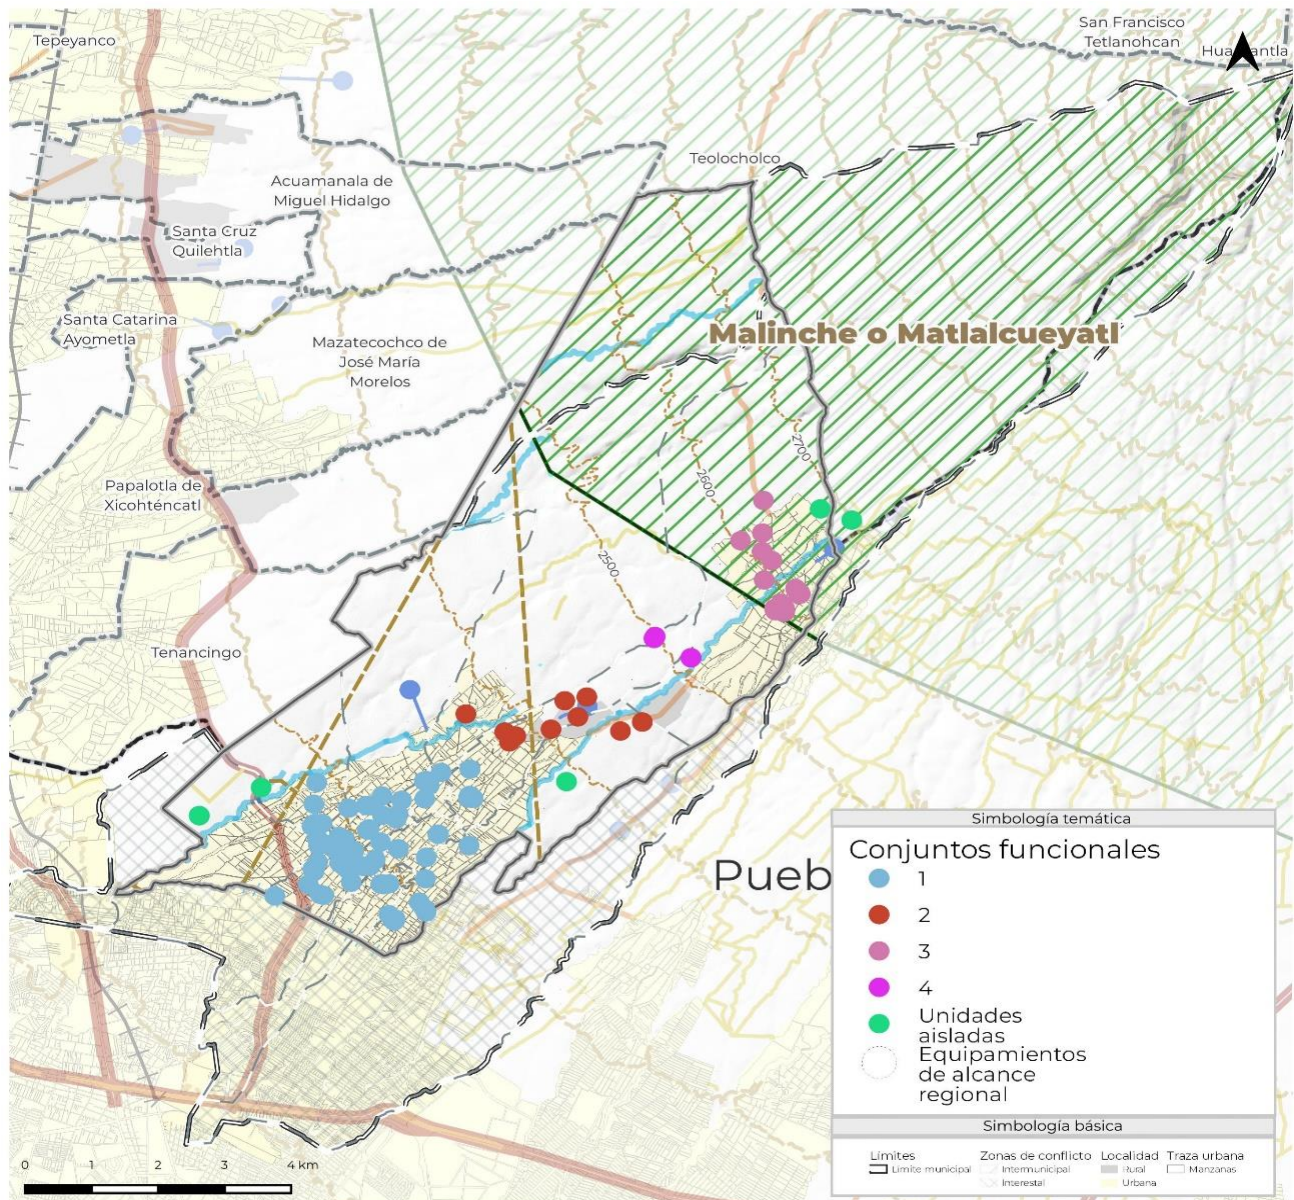 San Francisco
Tetlanohcan
Tepeyanco
Teolocholco
Acuamanala de
Miguel Hidalgo
Santa Cruz
Quilehtla
Santa Catarina
Ayometla
Mazatecochco de
José María
Morelos
Malinche o Matlalcueyatl
2700
2600
Papalotla de
Xicohténcatl
2500
Tenancingo
Pueb
Simbología temática
Conjuntos funcionales
1
2
3
4
Unidades
aisladas
Equipamientos
de alcance
regional
Simbología básica
Límites
Límite municipal
Zonas de conflicto
Intermunicipal
Interestal
Localidad
Rural
Urbana
Traza urbana
Manzanas
0 1 2 3 4 km